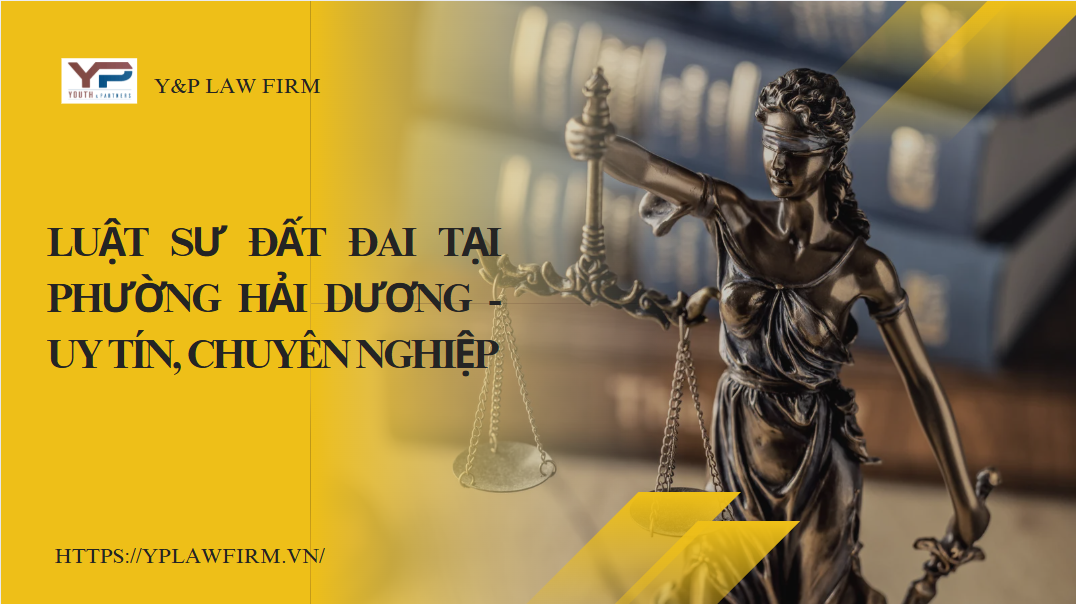 YP
YOUTH & PARTNERS
Y&P LAW FIRM
LUẬT SƯ ĐẤT ĐAI TẠI
PHƯỜNG HẢI DƯƠNG -
UY TÍN, CHUYÊN NGHIỆP
HTTPS://YPLAWFIRM.VN/